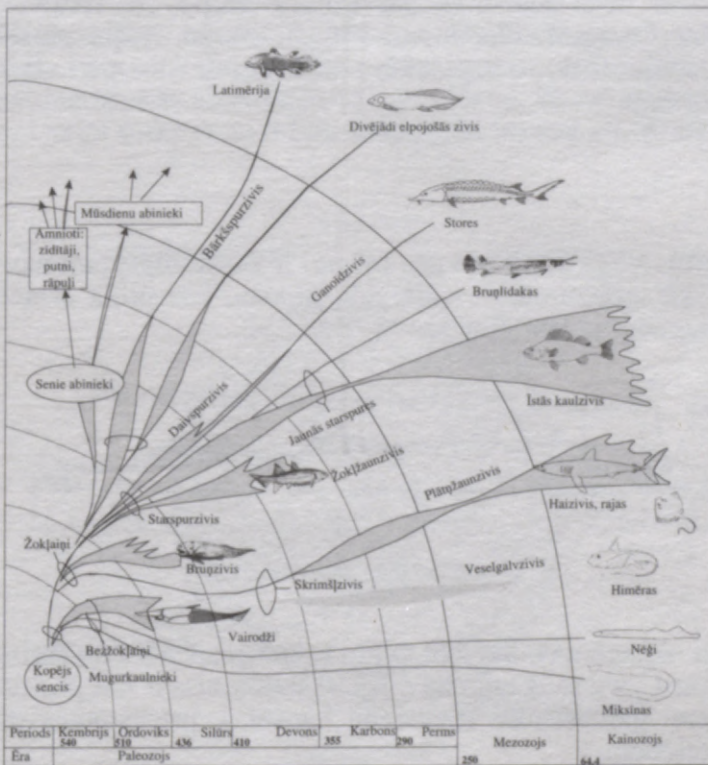 Latimērija
Divējādi elpojošās zivis
Mūsdienu abinieki
Stores
Amnioti:
zīdītāji,
putni,
rāpuļi
Bārkšspurzivis
Ganoīdzivis
Bruņlīdakas
Senie abinieki
Daivspurzivis
Jaunās starspures
Īstās kaulzivis
Žokļžaunzivis
Plātņžaunzivis
Starspurzivis
Haizivis, rajas
Žokļaiņi
Bruņzivis
Skrimšļzivis
Veselgalvzivis
Himēras
Bezžokļaiņi
Vairodži
Nēģi
Kopējs
sencis
Mugurkaulnieki
Miksīnas
Periods Kembrijs Ordoviks Silūrs Devons Karbons Perms Mezozojs Kainozojs
540 510 436 410 355 290 250 64.4
Ēra Paleozojs